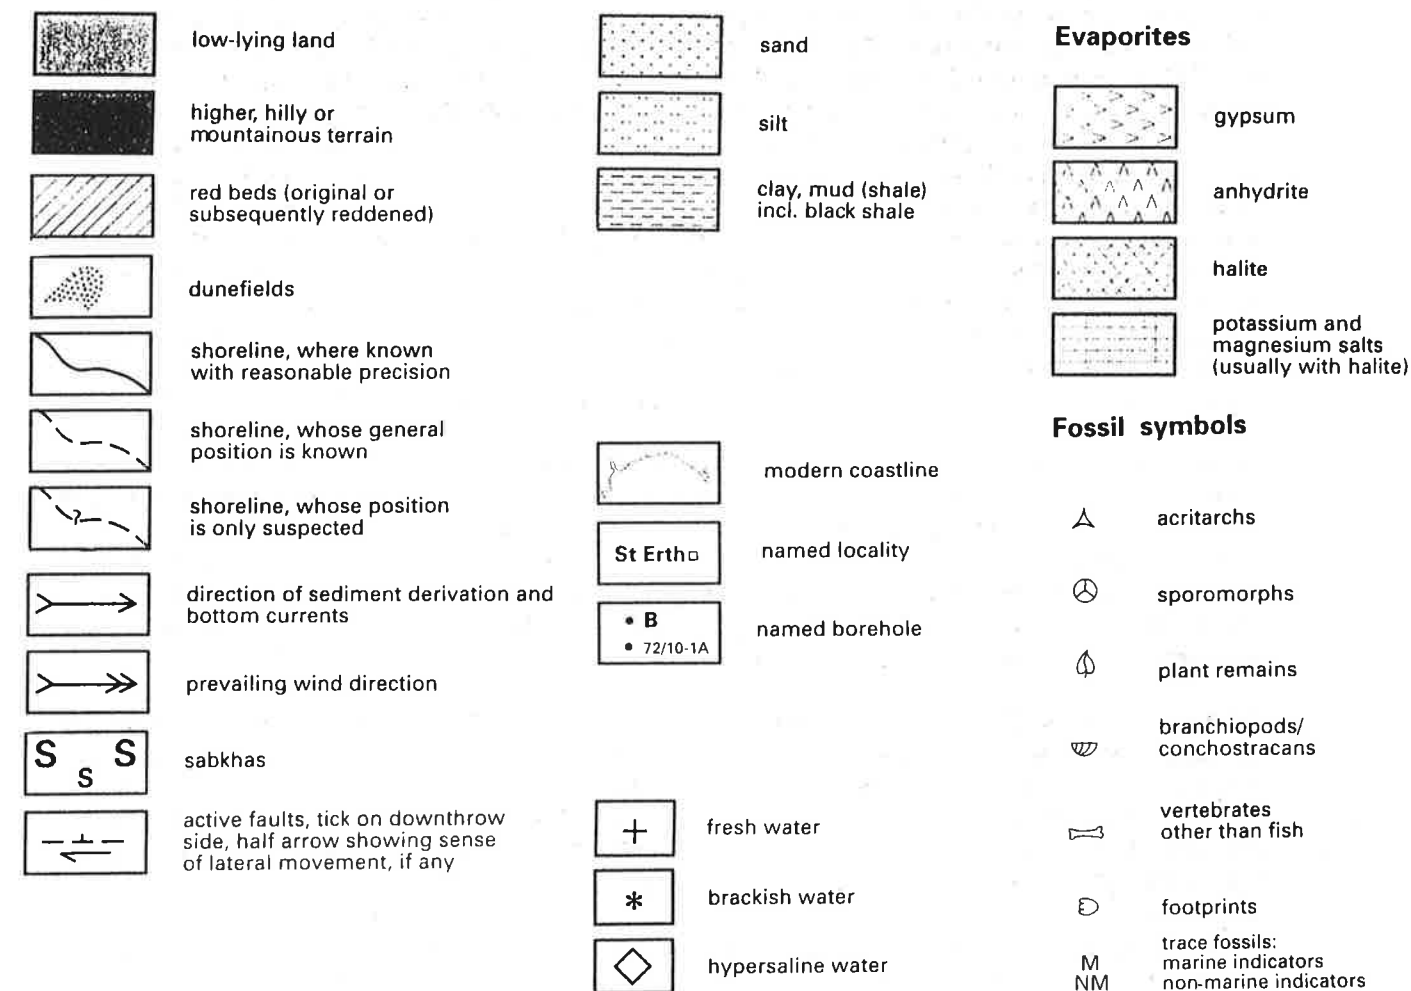 low-lying land
higher, hilly or
mountainous terrain
red beds (original or
subsequently reddened)
dunefields
shoreline, where known
with reasonable precision
shoreline, whose general
position is known
?
shoreline, whose position
is only suspected
direction of sediment derivation and
bottom currents
prevailing wind direction
S S
S
sabkhas
active faults, tick on downthrow
side, half arrow showing sense
of lateral movement, if any
sand
silt
clay, mud (shale)
incl. black shale
modern coastline
St Erth
named locality
B
72/10-1A
named borehole
fresh water
brackish water
hypersaline water
Evaporites
gypsum
anhydrite
halite
potassium and
magnesium salts
(usually with halite)
Fossil symbols
acritarchs
sporomorphs
plant remains
branchiopods/
conchostracans
vertebrates
other than fish
footprints
trace fossils:
M marine indicators
NM non-marine indicators